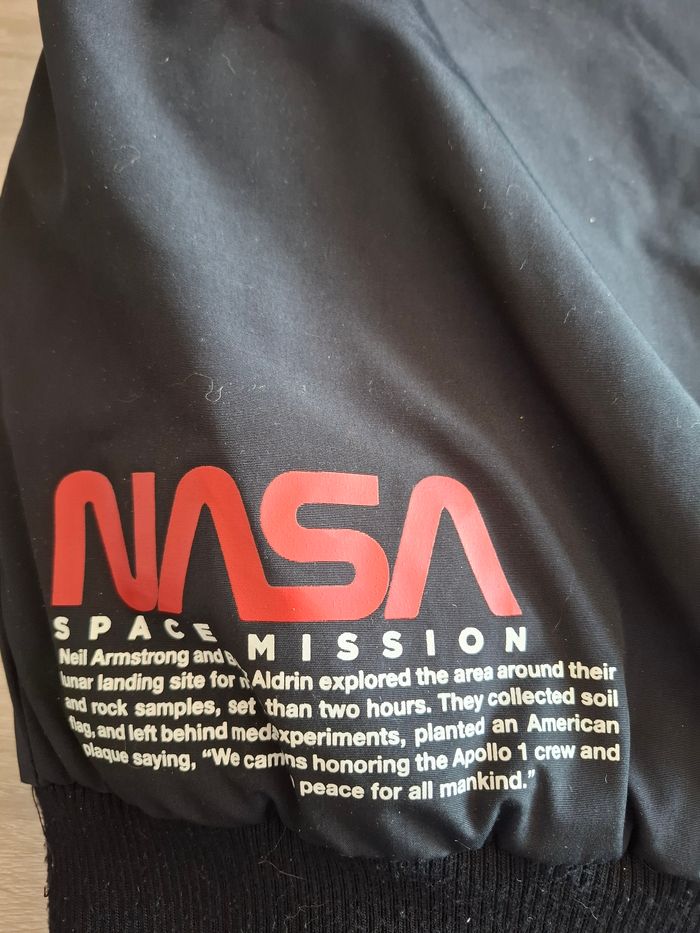 NASA
SPACE MISSION
Neil Armstrong and Aldrin explored the area around their
lunar landing site for than two hours. They collected soil
and rock samples, set planted an American
flag, and left behind honoring the Apollo 1 crew and
plaque saying, "We peace for all mankind."